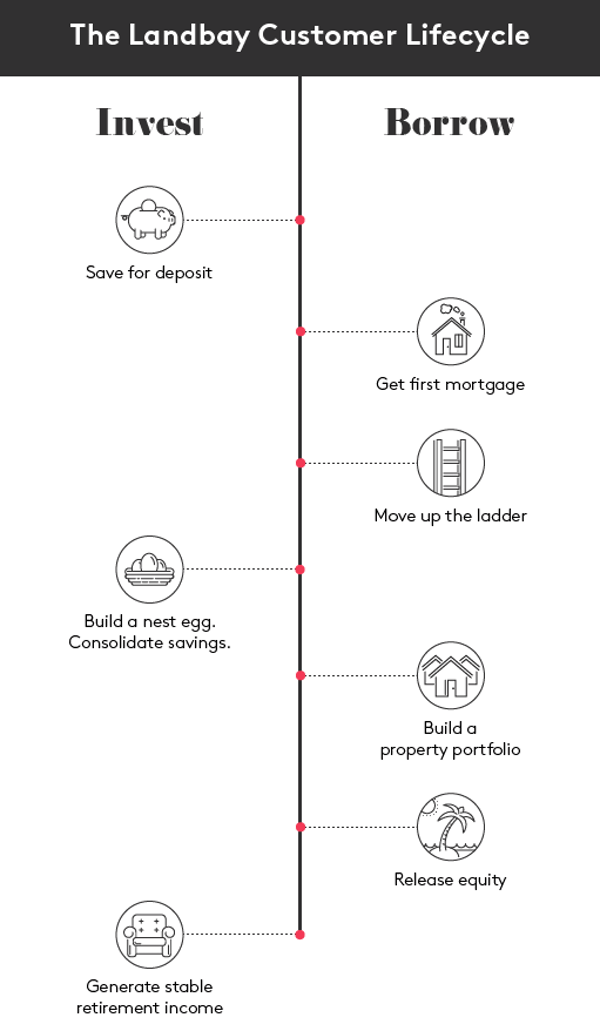 The Landbay Customer Lifecycle
Invest
Borrow
Save for deposit
Get first mortgage
Move up the ladder
Build a nest egg.
Consolidate savings.
Build a
property portfolio
Release equity
Generate stable
retirement income